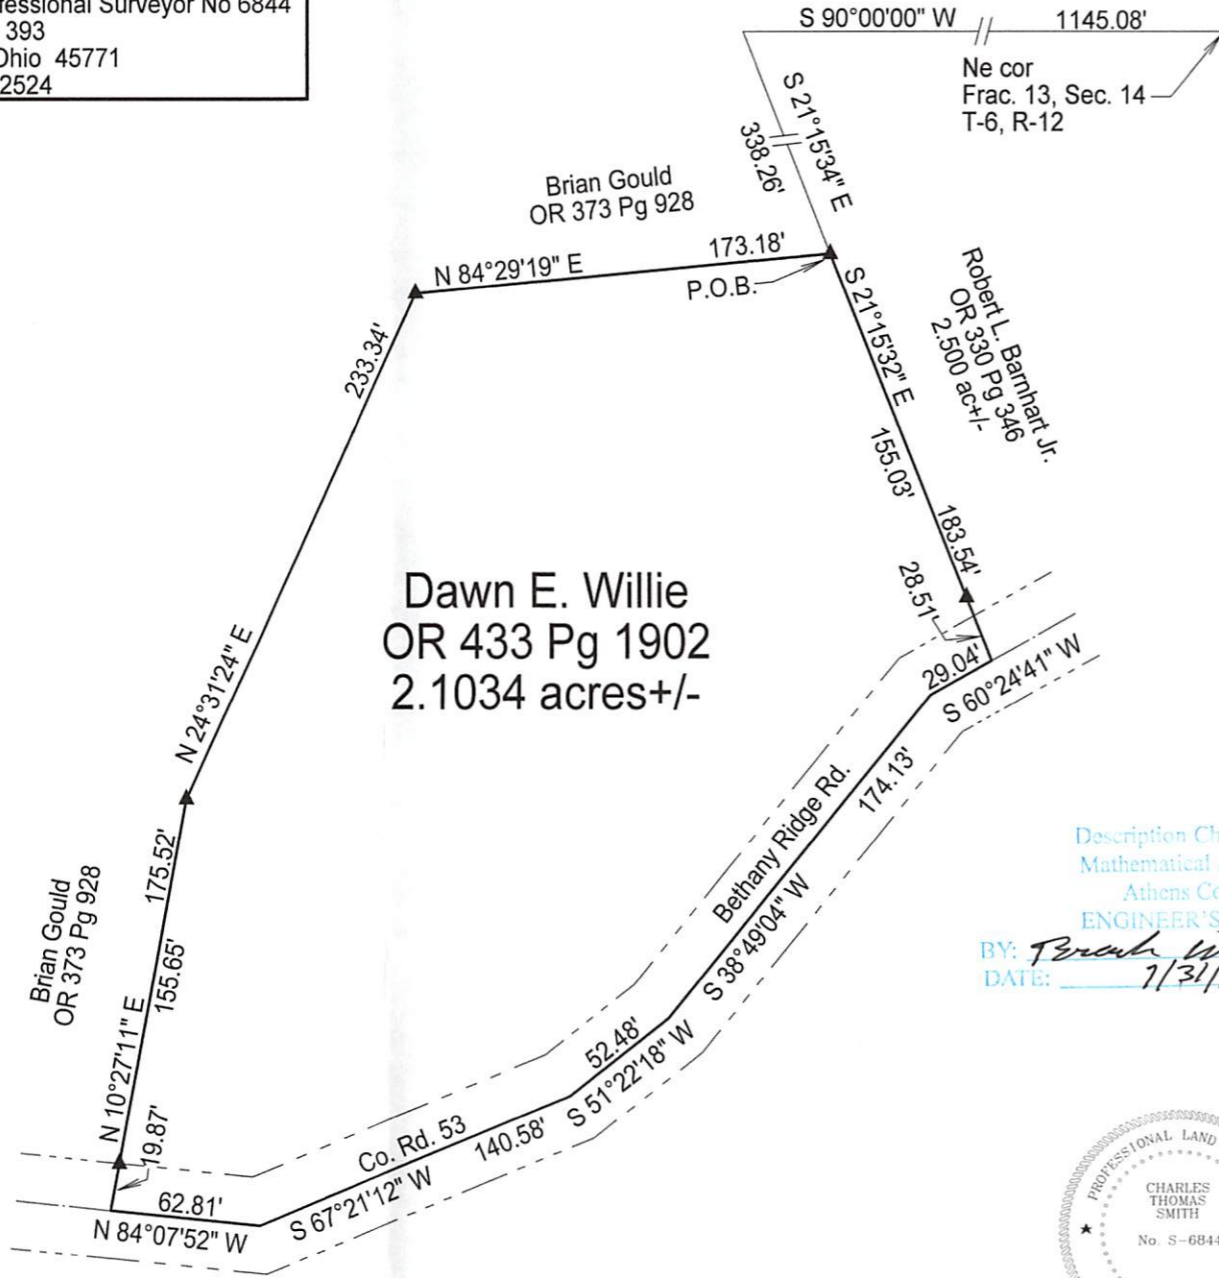 Professional Surveyor No 6844
393
Ohio 45771
2524
S 90°00'00" W
1145.08'
Ne cor
Frac. 13, Sec. 14
T-6, R-12
S 21°15'34" E
338.26'
Brian Gould
OR 373 Pg 928
N 84°29'19" E
173.18'
P.O.B.
Robert L. Barnhart Jr.
OR 330 Pg 346
2.500 ac+/-
S 21°15'32" E
155.03'
183.54'
28.51'
233.34'
N 24°31'24" E
Dawn E. Willie
OR 433 Pg 1902
2.1034 acres+/-
29.04'
S 60°24'41" W
Bethany Ridge Rd.
174.13'
S 38°49'04" W
Brian Gould
OR 373 Pg 928
175.52'
155.65'
N 10°27'11" E
19.87'
52.48'
S 51°22'18" W
Co. Rd. 53
140.58'
S 67°21'12" W
62.81'
N 84°07'52" W
Description Ch
Mathematical
Athens Co
ENGINEER'S
BY:
DATE: 7/31/
PROFESSIONAL LAND
CHARLES
THOMAS
SMITH
No. S-6844